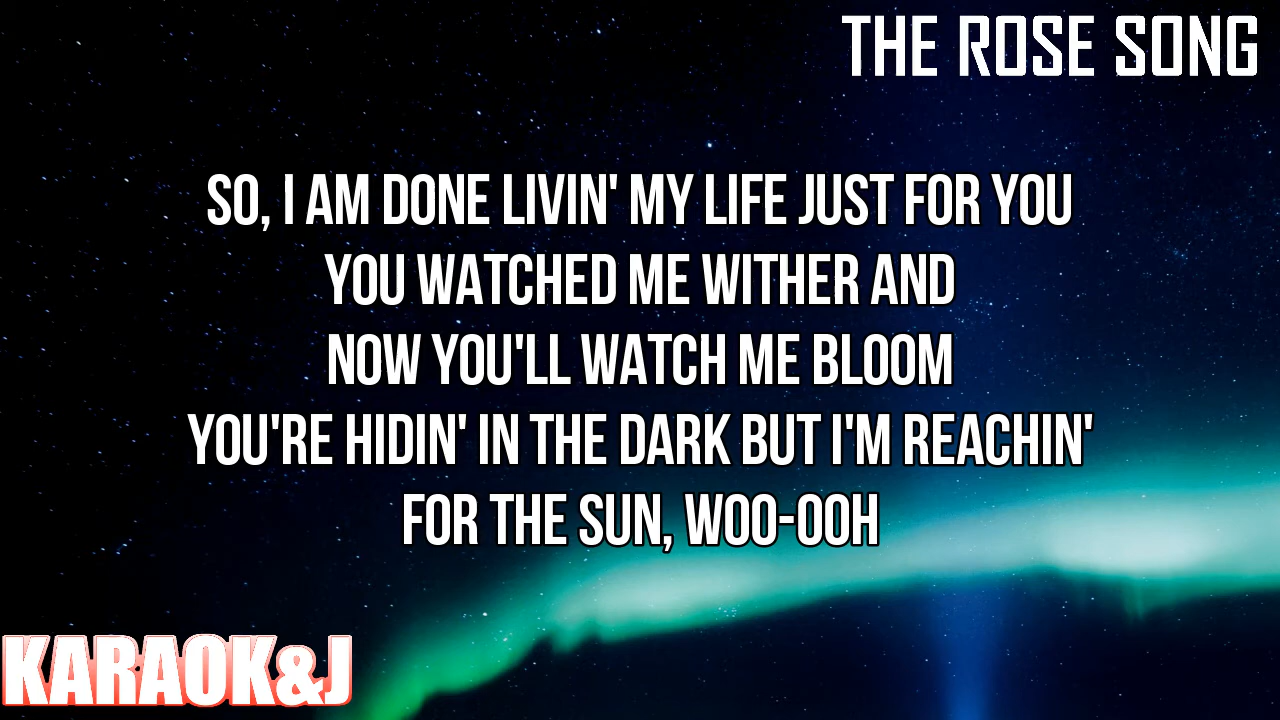 THE ROSE SONG
SO, I AM DONE LIVIN' MY LIFE JUST FOR YOU
YOU WATCHED ME WITHER AND
NOW YOU'LL WATCH ME BLOOM
YOU'RE HIDIN' IN THE DARK BUT I'M REACHIN'
FOR THE SUN, WOO-OOH
KARAOK&J